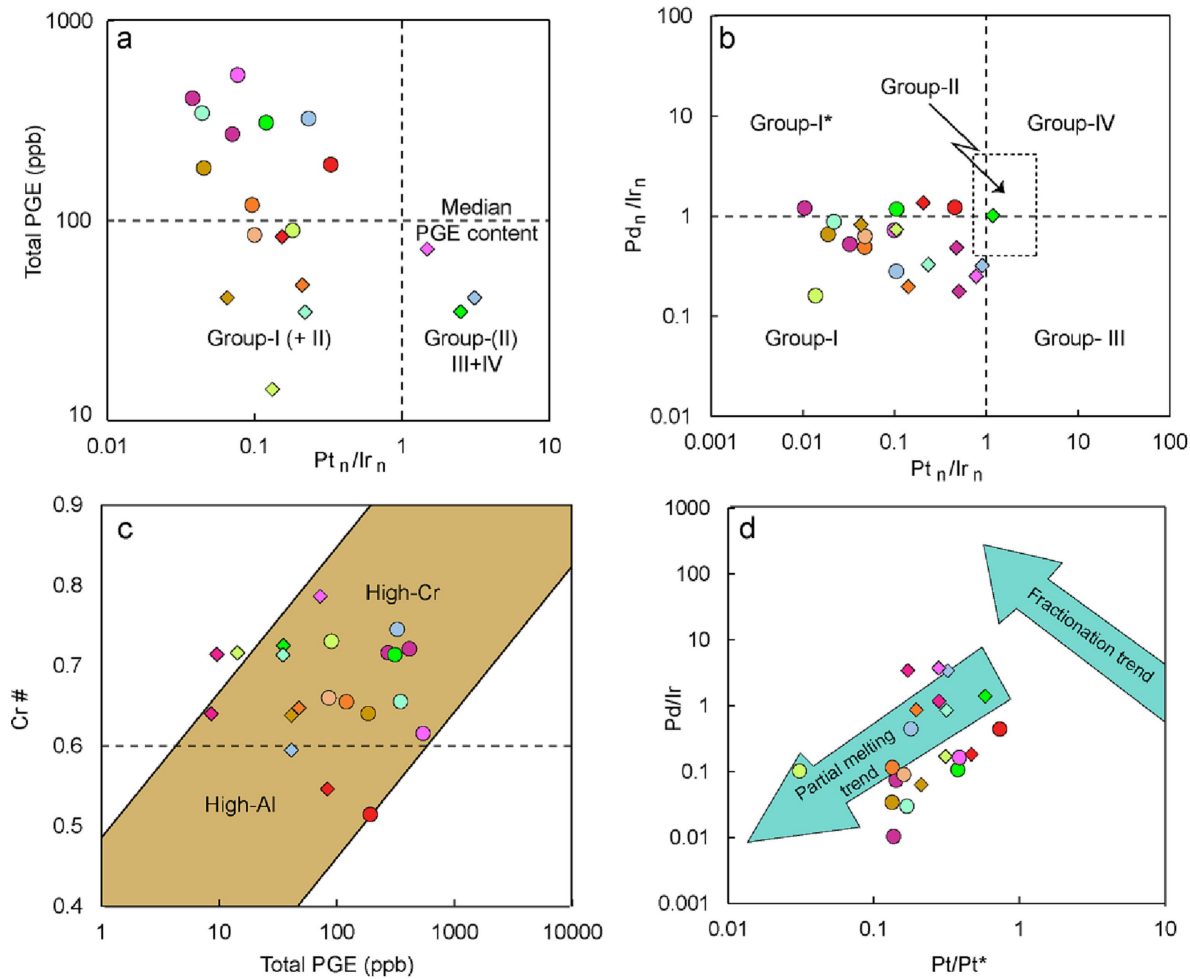 a
1000
100
10
Total PGE (ppb)
Median
PGE content
Group-I (+ II)
Group-(II)
III+IV
0.01
0.1
1
10
Pt n/Ir n
b
100
10
1
0.1
0.01
Pd n/Ir n
Group-II
Group-I*
Group-IV
Group-I
Group- III
0.001
0.01
0.1
1
10
100
Pt n/Ir n
c
0.9
0.8
0.7
0.6
0.5
0.4
Cr #
High-Cr
High-Al
1
10
100
1000
10000
Total PGE (ppb)
d
1000
100
10
1
0.1
0.01
0.001
Pd/Ir
Fractionation trend
Partial melting
trend
0.01
0.1
1
10
Pt/Pt*